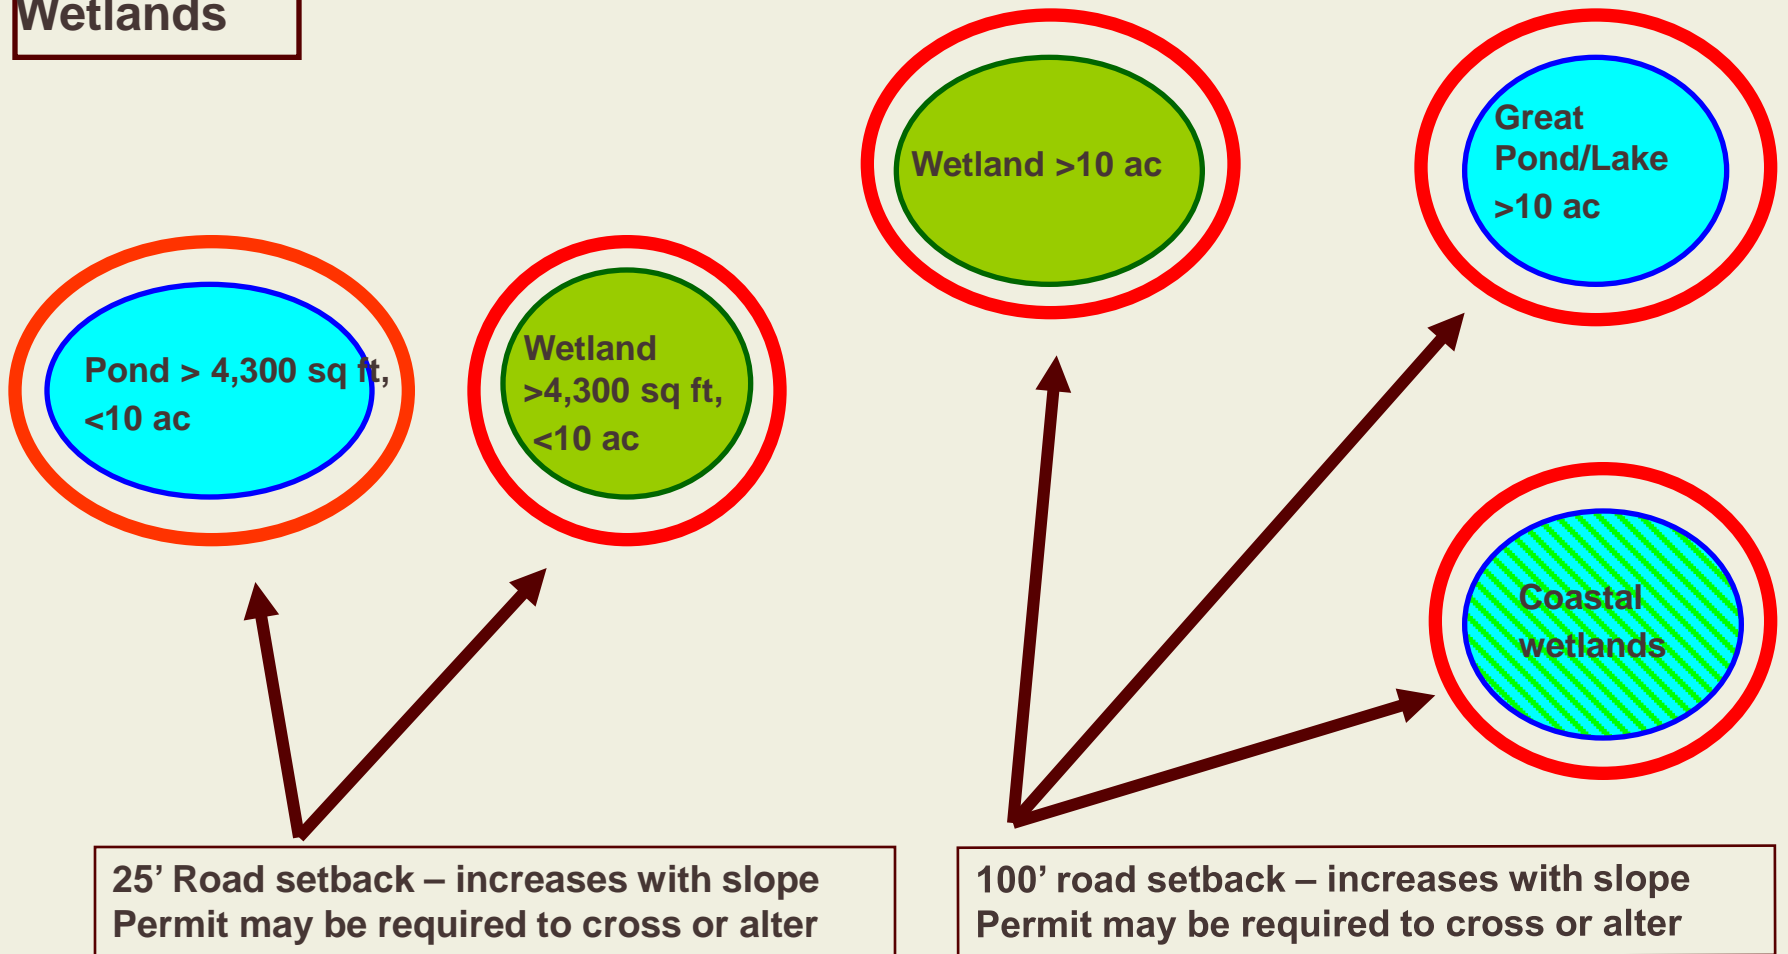 Wetlands
Wetland >10 ac
Great
Pond/Lake
>10 ac
Pond > 4,300 sq ft,
<10 ac
Wetland
>4,300 sq ft,
<10 ac
Coastal
wetlands
25’ Road setback – increases with slope
Permit may be required to cross or alter
100’ road setback – increases with slope
Permit may be required to cross or alter